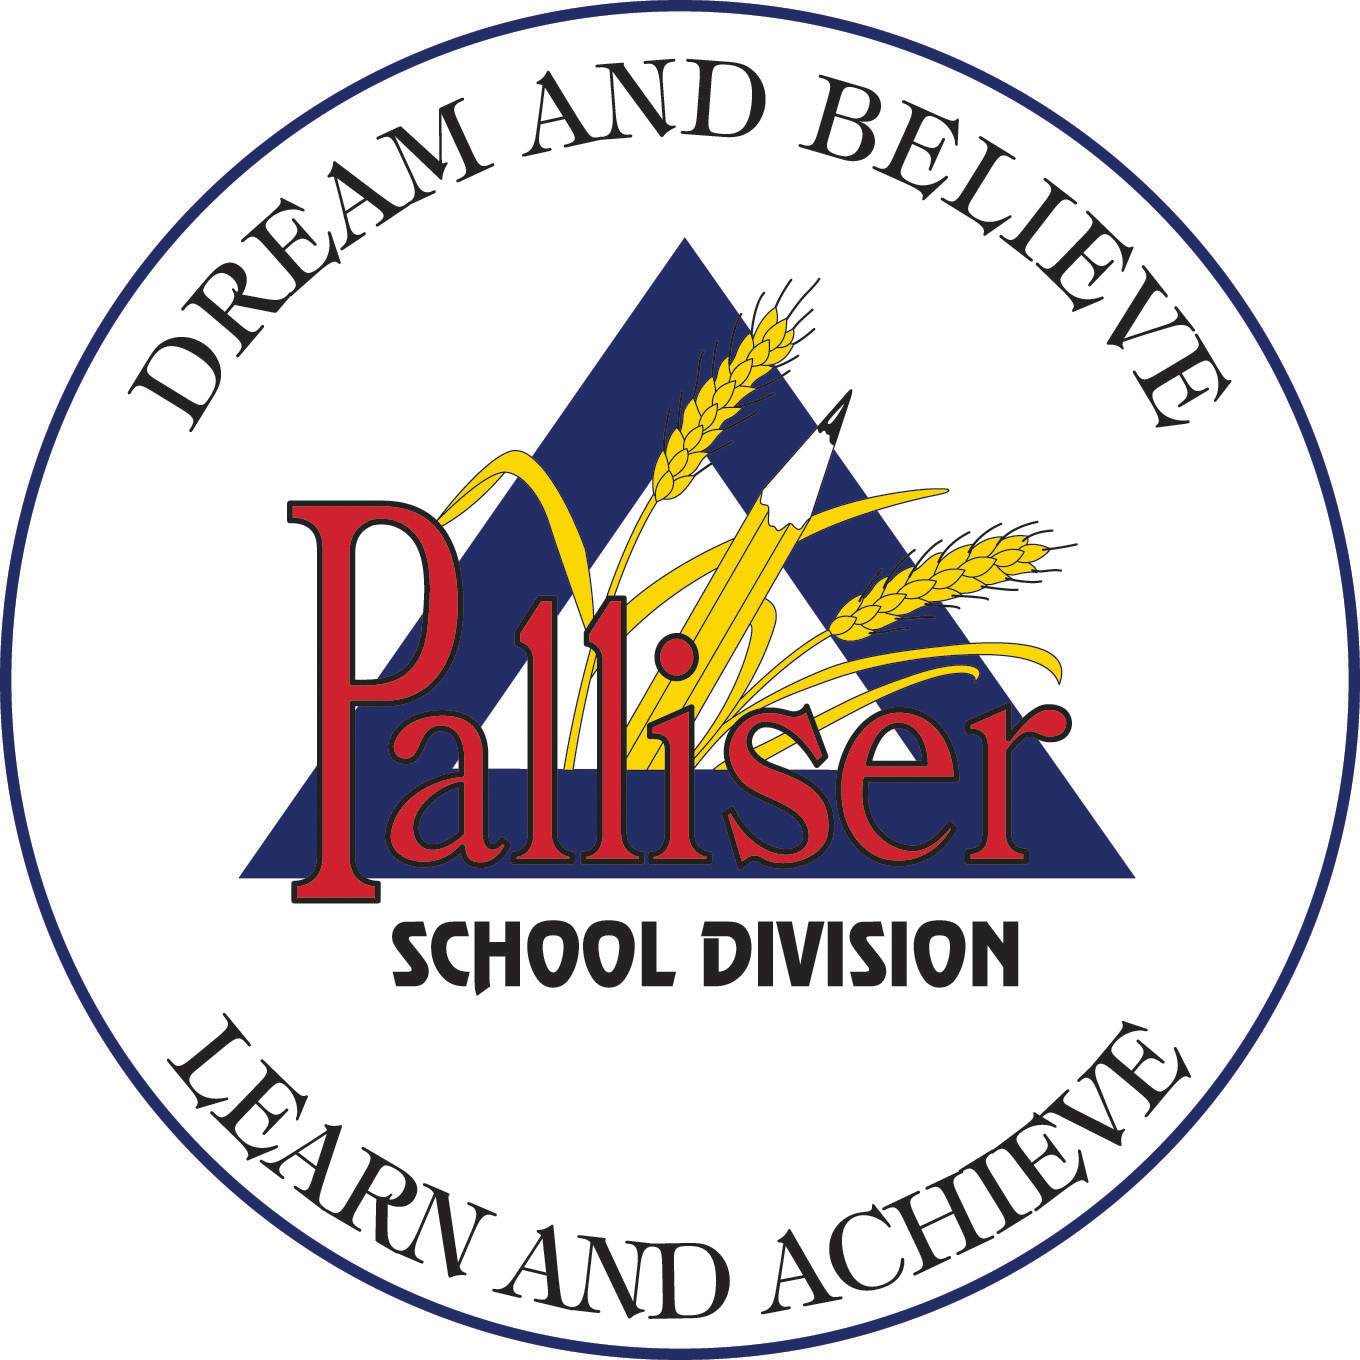 DREAM AND BELIEVE
Palliser
SCHOOL DIVISION
LEARN AND ACHIEVE